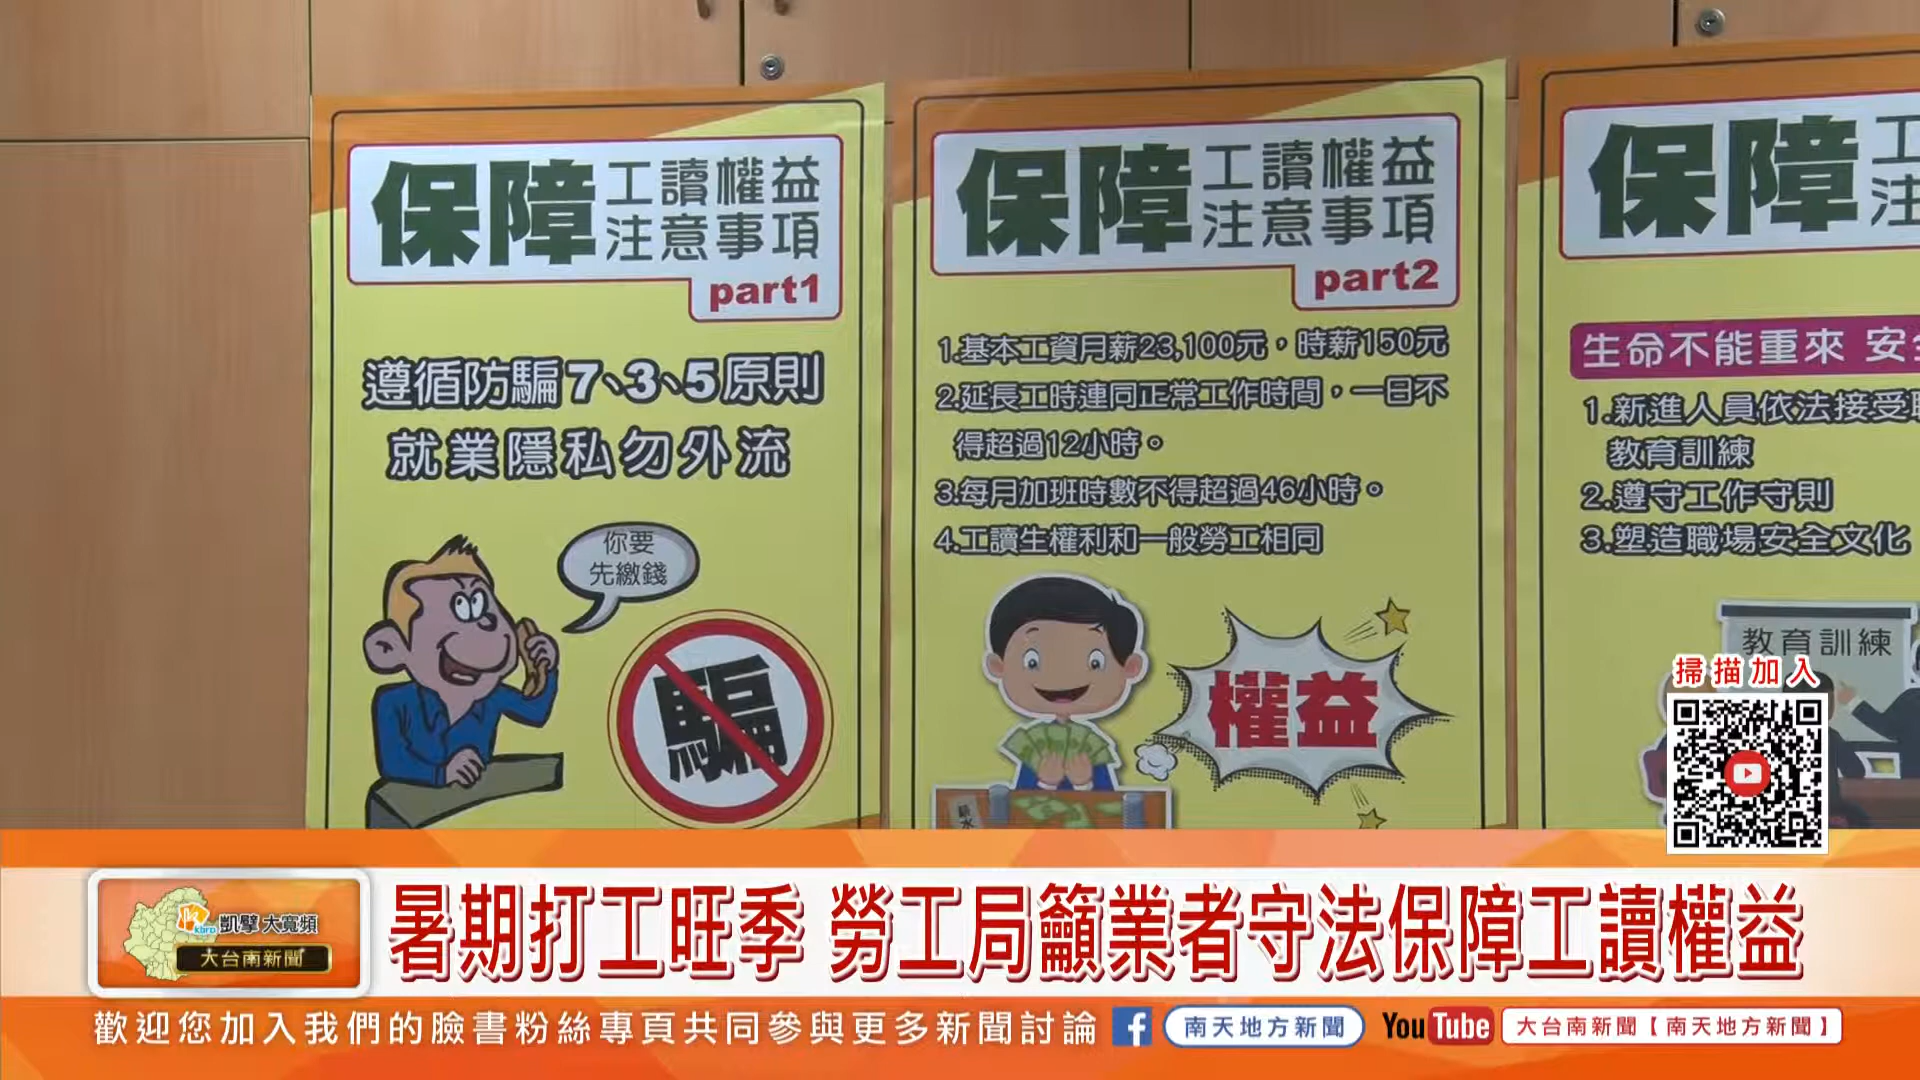 保障 工讀權益
注意事項
part1
遵循防騙7、3、5原則
就業隱私勿外流
你要
先繳錢
騙
保障 工讀權益
注意事項
part2
1.基本工資月薪23,100元，時薪150元
2.延長工時連同正常工作時間，一日不
得超過12小時。
3.每月加班時數不得超過46小時。
4.工讀生權利和一般勞工相同
權益
薪水
保障 工
注
生命不能重來 安
1.新進人員依法接受
教育訓練
2.遵守工作守則
3.塑造職場安全文化
教育訓練
掃描加入
kbro 凱擘大寬頻
大台南新聞
暑期打工旺季 勞工局籲業者守法保障工讀權益
歡迎您加入我們的臉書粉絲專頁共同參與更多新聞討論 f 南天地方新聞 YouTube 大台南新聞【南天地方新聞】